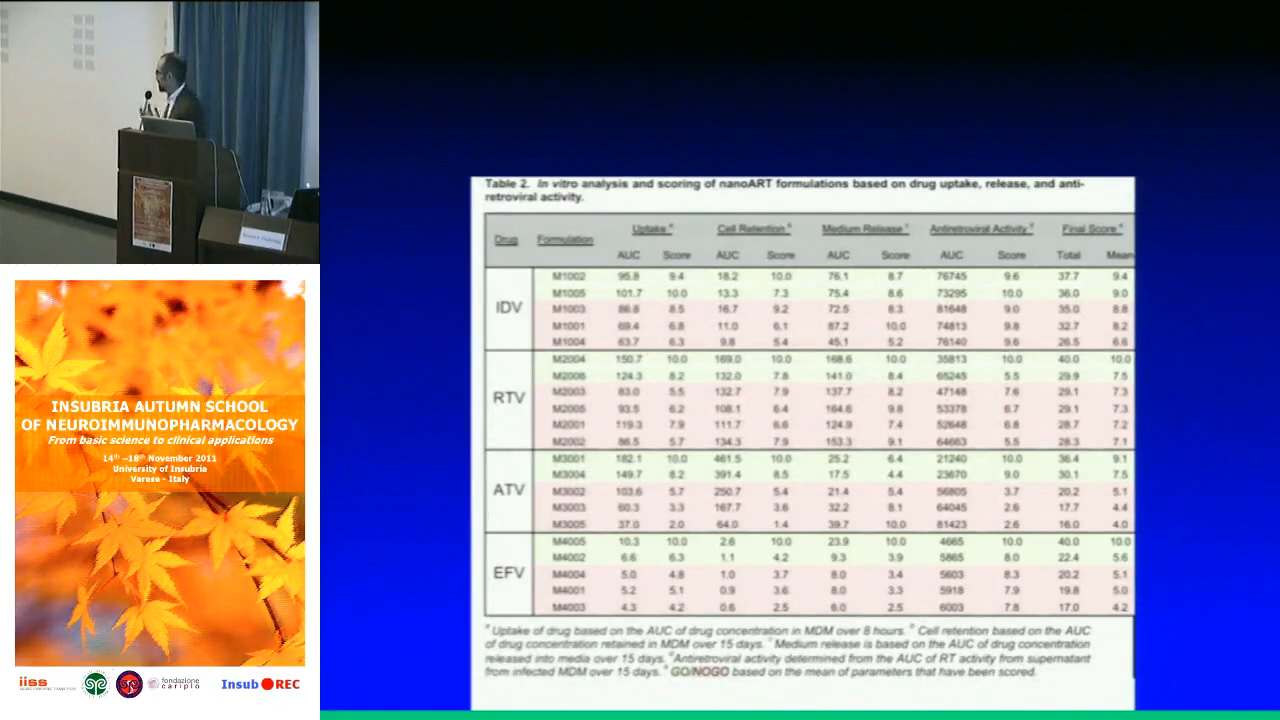 INSUBRIA AUTUMN SCHOOL
OF NEUROIMMUNOPHARMACOLOGY
From basic science to clinical applications
14th –18th November 2011
University of Insubria
Varese - Italy
iiss
fondazione
cariplo
Insub REC
Table 2. In vitro analysis and scoring of nanoART formulations based on drug uptake, release, and anti-
retroviral activity.
Drug Formulation Uptake a Cell Retention b Medium Release c Antiretroviral Activity d Final Score e
AUC Score AUC Score AUC Score AUC Score Total Mean
IDV
M1002 95.8 9.4 18.2 10.0 76.1 8.7 76745 9.6 37.7 9.4
M1005 101.7 10.0 13.3 7.3 75.4 8.6 73295 10.0 36.0 9.0
M1003 86.8 8.5 16.7 9.2 72.5 8.3 81648 9.0 35.0 8.8
M1001 69.4 6.8 11.0 6.1 87.2 10.0 74813 9.8 32.7 8.2
M1004 63.7 6.3 9.8 5.4 45.1 5.2 76140 9.6 26.5 6.6
RTV
M2004 150.7 10.0 169.0 10.0 168.6 10.0 35813 10.0 40.0 10.0
M2006 124.3 8.2 132.0 7.8 141.0 8.4 65245 5.5 29.9 7.5
M2003 83.0 5.5 132.7 7.9 137.7 8.2 47148 7.6 29.1 7.3
M2005 93.5 6.2 108.1 6.4 164.6 9.8 53378 6.7 29.1 7.3
M2001 119.3 7.9 111.7 6.6 124.9 7.4 52648 6.8 28.7 7.2
M2002 86.5 5.7 134.3 7.9 153.3 9.1 64663 5.5 28.3 7.1
ATV
M3001 182.1 10.0 461.5 10.0 25.2 6.4 21240 10.0 36.4 9.1
M3004 149.7 8.2 391.4 8.5 17.5 4.4 23670 9.0 30.1 7.5
M3002 103.6 5.7 250.7 5.4 21.4 5.4 56805 3.7 20.2 5.1
M3003 60.3 3.3 167.7 3.6 32.2 8.1 64045 2.6 17.7 4.4
M3005 37.0 2.0 64.0 1.4 39.7 10.0 81423 2.6 16.0 4.0
EFV
M4005 10.3 10.0 2.6 10.0 23.9 10.0 4665 10.0 40.0 10.0
M4002 6.6 6.3 1.1 4.2 9.3 3.9 5865 8.0 22.4 5.6
M4004 5.0 4.8 1.0 3.7 8.0 3.4 5603 8.3 20.2 5.1
M4001 5.2 5.1 0.9 3.6 8.0 3.3 5918 7.9 19.8 5.0
M4003 4.3 4.2 0.6 2.5 6.0 2.5 6003 7.8 17.0 4.2
a Uptake of drug based on the AUC of drug concentration in MDM over 8 hours. b Cell retention based on the AUC
of drug concentration retained in MDM over 15 days. c Medium release is based on the AUC of drug concentration
released into media over 15 days. d Antiretroviral activity determined from the AUC of RT activity from supernatant
from infected MDM over 15 days. e GO/NOGO based on the mean of parameters that have been scored.